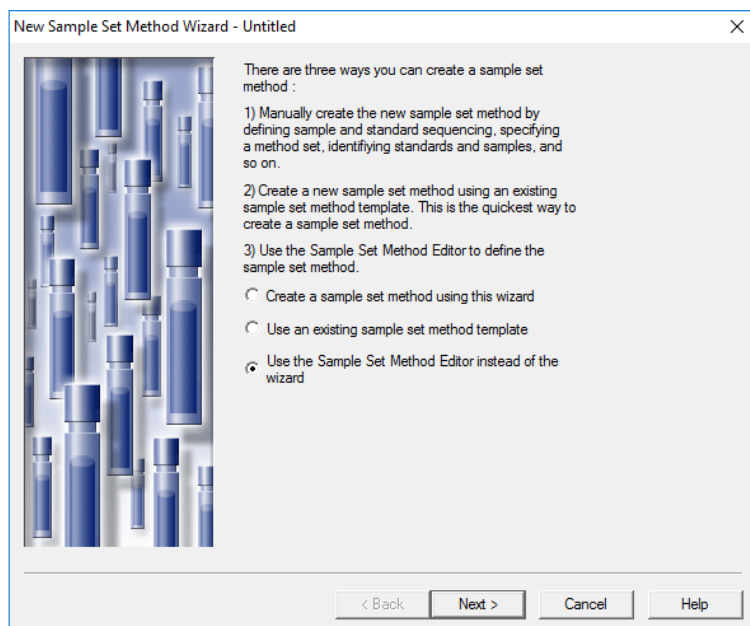 New Sample Set Method Wizard - Untitled
There are three ways you can create a sample set
method :
1) Manually create the new sample set method by
defining sample and standard sequencing, specifying
a method set, identifiying standards and samples, and
so on.
2) Create a new sample set method using an existing
sample set method template. This is the quickest way to
create a sample set method.
3) Use the Sample Set Method Editor to define the
sample set method.
Create a sample set method using this wizard
Use an existing sample set method template
Use the Sample Set Method Editor instead of the
wizard
< Back
Next >
Cancel
Help